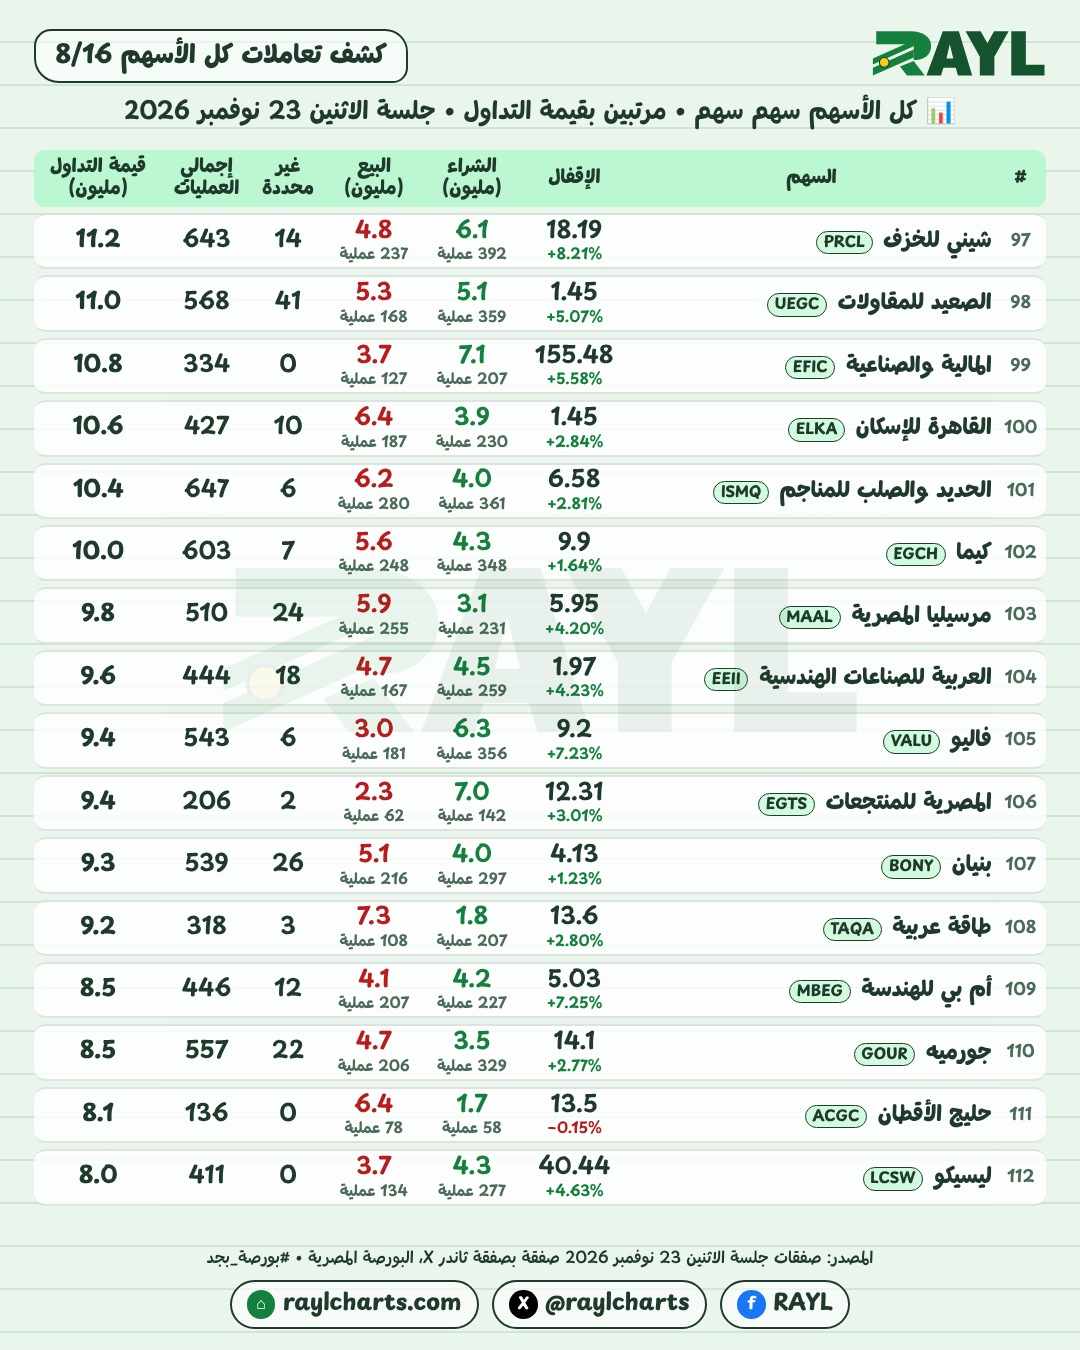 RAYL
كشف تعاملات كل الأسهم 8/16
📊 كل الأسهم سهم سهم • مرتبين بقيمة التداول • جلسة الاثنين 23 نوفمبر 2026
# السهم الإقفال الشراء (مليون) البيع (مليون) غير محددة إجمالي العمليات قيمة التداول (مليون)
97 شيني للخزف PRCL 18.19 +8.21% 6.1 392 عملية 4.8 237 عملية 14 643 11.2
98 الصعيد للمقاولات UEGC 1.45 +5.07% 5.1 359 عملية 5.3 168 عملية 41 568 11.0
99 المالية والصناعية EFIC 155.48 +5.58% 7.1 207 عملية 3.7 127 عملية 0 334 10.8
100 القاهرة للإسكان ELKA 1.45 +2.84% 3.9 230 عملية 6.4 187 عملية 10 427 10.6
101 الحديد والصلب للمناجم ISMQ 6.58 +2.81% 4.0 361 عملية 6.2 280 عملية 6 647 10.4
102 كيما EGCH 9.9 +1.64% 4.3 348 عملية 5.6 248 عملية 7 603 10.0
103 مرسيليا المصرية MAAL 5.95 +4.20% 3.1 231 عملية 5.9 255 عملية 24 510 9.8
104 العربية للصناعات الهندسية EEII 1.97 +4.23% 4.5 259 عملية 4.7 167 عملية 18 444 9.6
105 فاليو VALU 9.2 +7.23% 6.3 356 عملية 3.0 181 عملية 6 543 9.4
106 المصرية للمنتجعات EGTS 12.31 +3.01% 7.0 142 عملية 2.3 62 عملية 2 206 9.4
107 بنيان BONY 4.13 +1.23% 4.0 297 عملية 5.1 216 عملية 26 539 9.3
108 طاقة عربية TAQA 13.6 +2.80% 1.8 207 عملية 7.3 108 عملية 3 318 9.2
109 أم بي للهندسة MBEG 5.03 +7.25% 4.2 227 عملية 4.1 207 عملية 12 446 8.5
110 جورميه GOUR 14.1 +2.77% 3.5 329 عملية 4.7 206 عملية 22 557 8.5
111 حليج الأقطان ACGC 13.5 −0.15% 1.7 58 عملية 6.4 78 عملية 0 136 8.1
112 ليسيكو LCSW 40.44 +4.63% 4.3 277 عملية 3.7 134 عملية 0 411 8.0
المصدر: صفقات جلسة الاثنين 23 نوفمبر 2026 صفقة بصفقة ثاندر X، البورصة المصرية • #بورصة_بجد
raylcharts.com @raylcharts RAYL